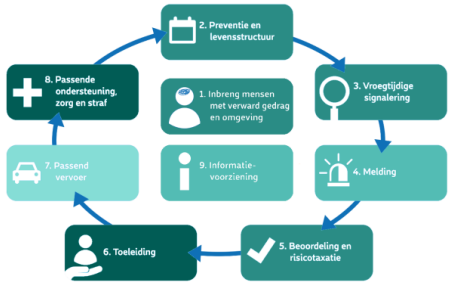 2. Preventie en
levensstructuur
8. Passende
ondersteuning,
zorg en straf
1. Inbreng mensen
met verward gedrag
en omgeving
3. Vroegtijdige
signalering
7. Passend
vervoer
9. Informatie-
voorziening
4. Melding
6. Toeleiding
5. Beoordeling en
risicotaxatie